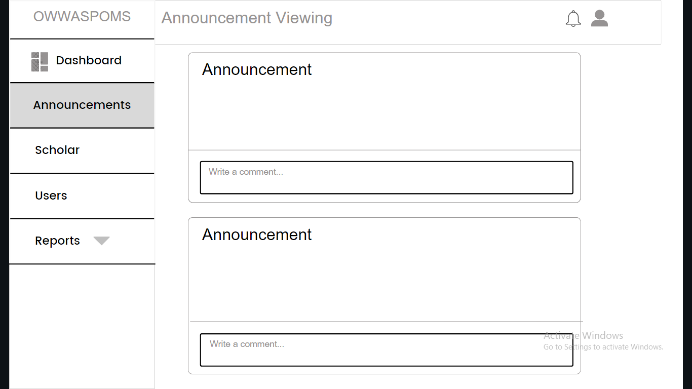 OWWASPOMS
Announcement Viewing
Dashboard
Announcements
Scholar
Users
Reports
Announcement
Write a comment...
Announcement
Write a comment...
Activate Windows
Go to Settings to activate Windows.